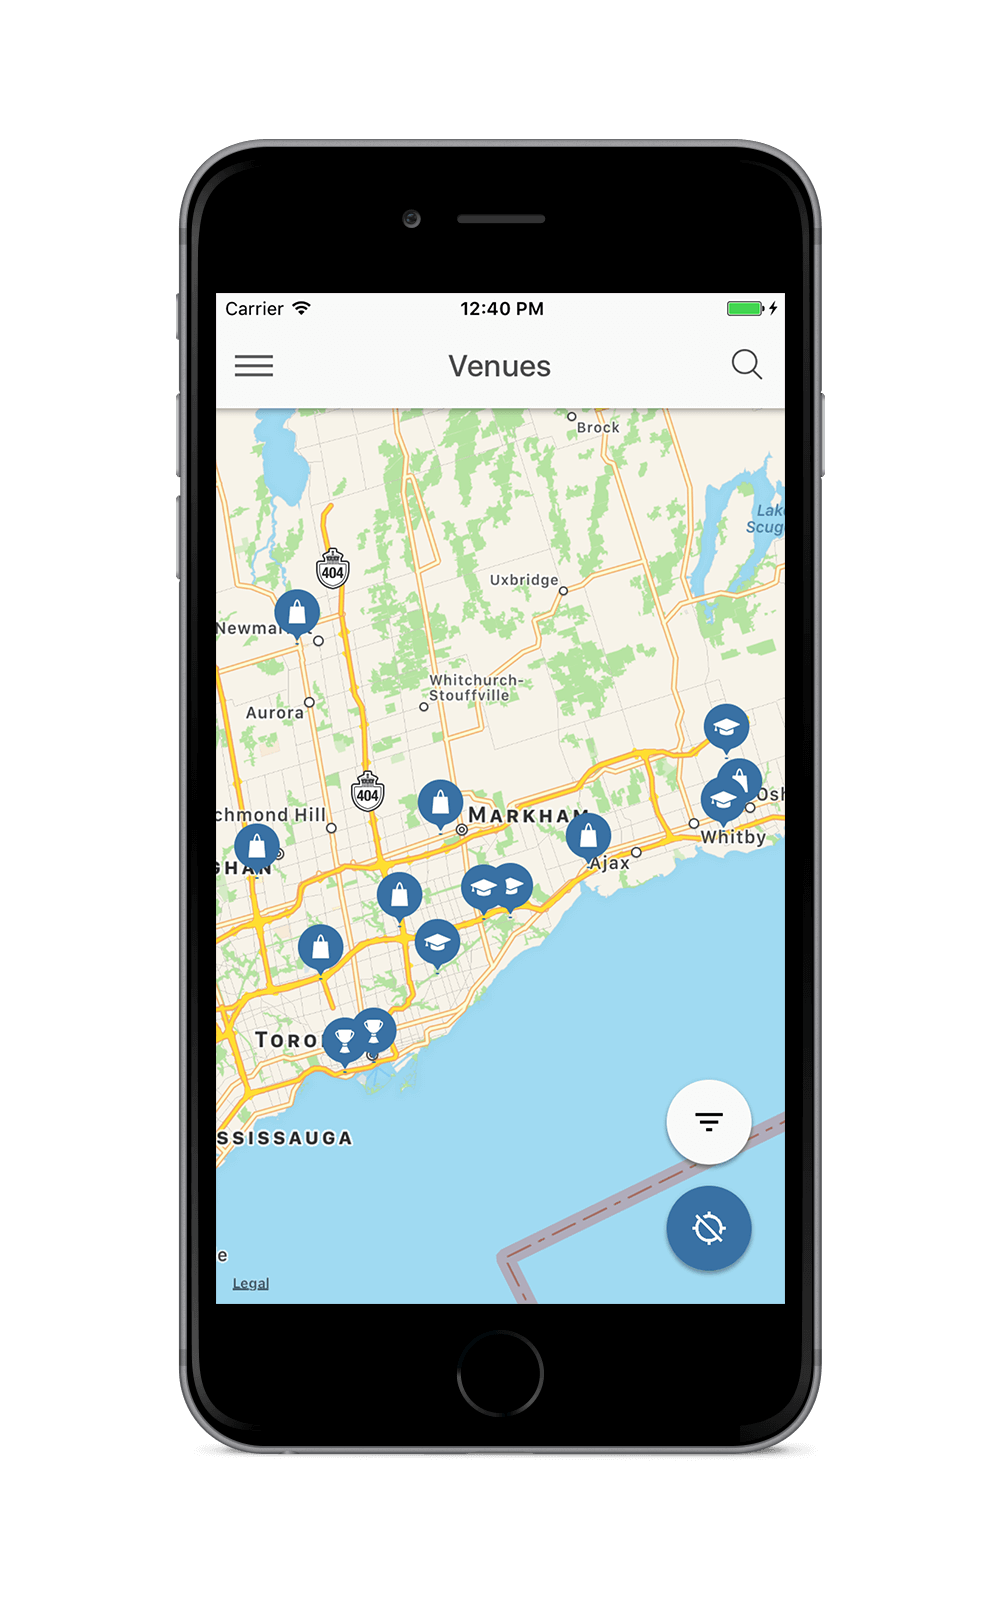 Carrier
12:40 PM
Venues
Brock
Lak
Scug
404
Uxbridge
Newmar
Whitchurch-
Stouffville
Aurora
404
chmond Hill
MARKHAM
Osh
Whitby
Ajax
GHAN
TORO
SSISSAUGA
e
Legal